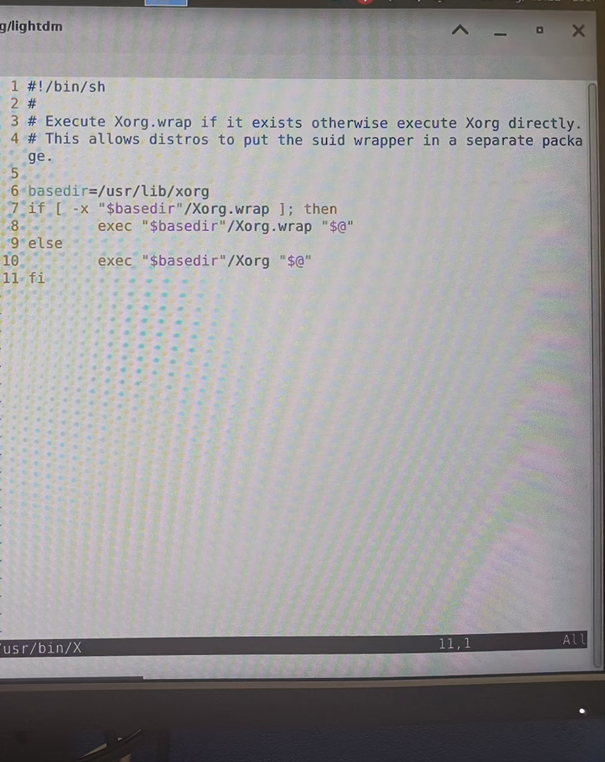 g/lightdm
1 #!/bin/sh
2 #
3 # Execute Xorg.wrap if it exists otherwise execute Xorg directly.
4 # This allows distros to put the suid wrapper in a separate packa
ge.
5
6 basedir=/usr/lib/xorg
7 if [ -x "$basedir"/Xorg.wrap ]; then
8         exec "$basedir"/Xorg.wrap "$@"
9 else
10         exec "$basedir"/Xorg "$@"
11 fi
usr/bin/X 11,1 All